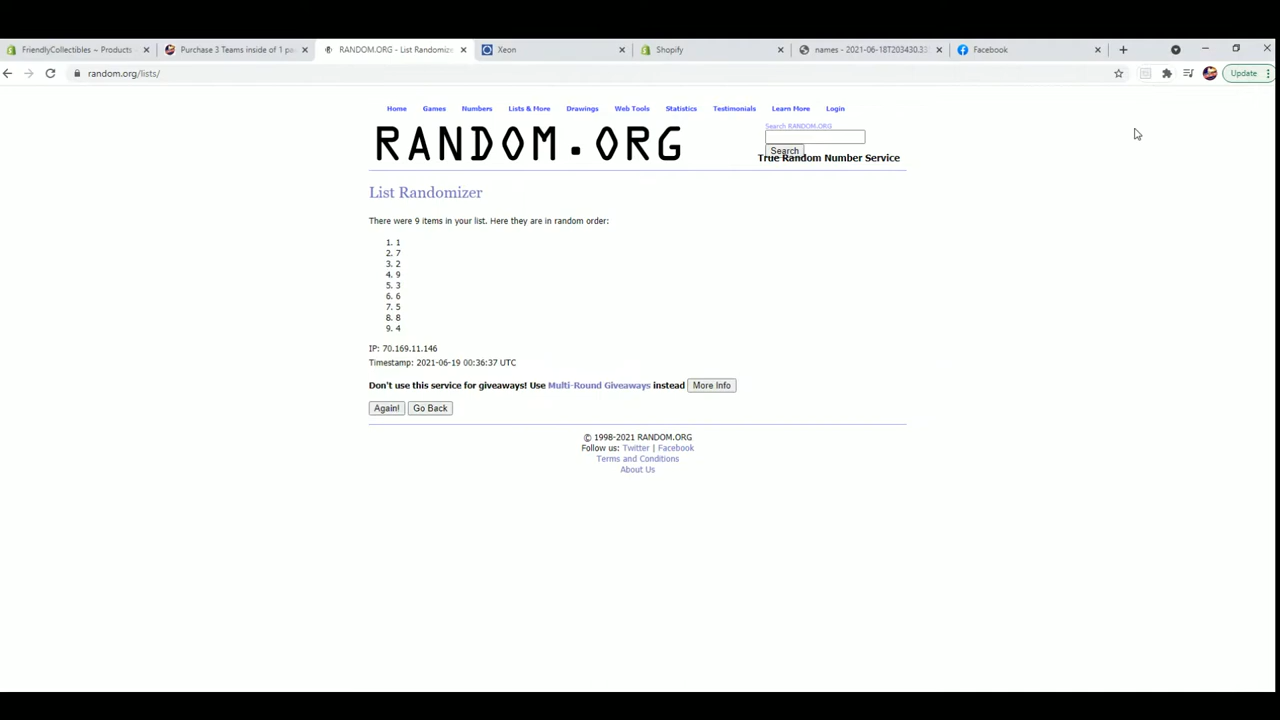 FriendlyCollectibles ~ Products
Purchase 3 Teams inside of 1 pa
RANDOM.ORG - List Randomize
Xeon
Shopify
names - 2021-06-18T203430.33
Facebook
random.org/lists/
Update
Home Games Numbers Lists & More Drawings Web Tools Statistics Testimonials Learn More Login
RANDOM.ORG
Search RANDOM.ORG
Search
True Random Number Service
List Randomizer
There were 9 items in your list. Here they are in random order:
1. 1
2. 7
3. 2
4. 9
5. 3
6. 6
7. 5
8. 8
9. 4
IP: 70.169.11.146
Timestamp: 2021-06-19 00:36:37 UTC
Don't use this service for giveaways! Use Multi-Round Giveaways instead More Info
Again! Go Back
© 1998-2021 RANDOM.ORG
Follow us: Twitter | Facebook
Terms and Conditions
About Us